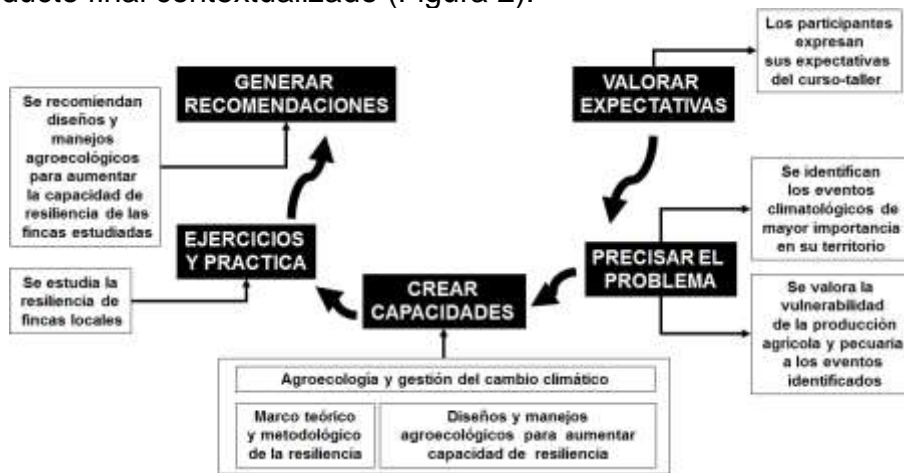 ducto final contextualizado (Figura 2).
Los participantes
expresan
sus expectativas
del curso-taller
GENERAR
RECOMENDACIONES
VALORAR
EXPECTATIVAS
Se recomiendan
diseños y
manejos
agroecológicos
para aumentar
la capacidad de
resiliencia de las
fincas estudiadas
Se identifican
los eventos
climatológicos de
mayor importancia
en su territorio
EJERCICIOS
Y PRACTICA
PRECISAR EL
PROBLEMA
Se estudia la
resiliencia de
fincas locales
CREAR
CAPACIDADES
Se valora la
vulnerabilidad
de la producción
agrícola y pecuaria
a los eventos
identificados
Agroecología y gestión del cambio climático
Marco teórico
y metodológico
de la resiliencia
Diseños y manejos
agroecológicos para aumentar
capacidad de resiliencia